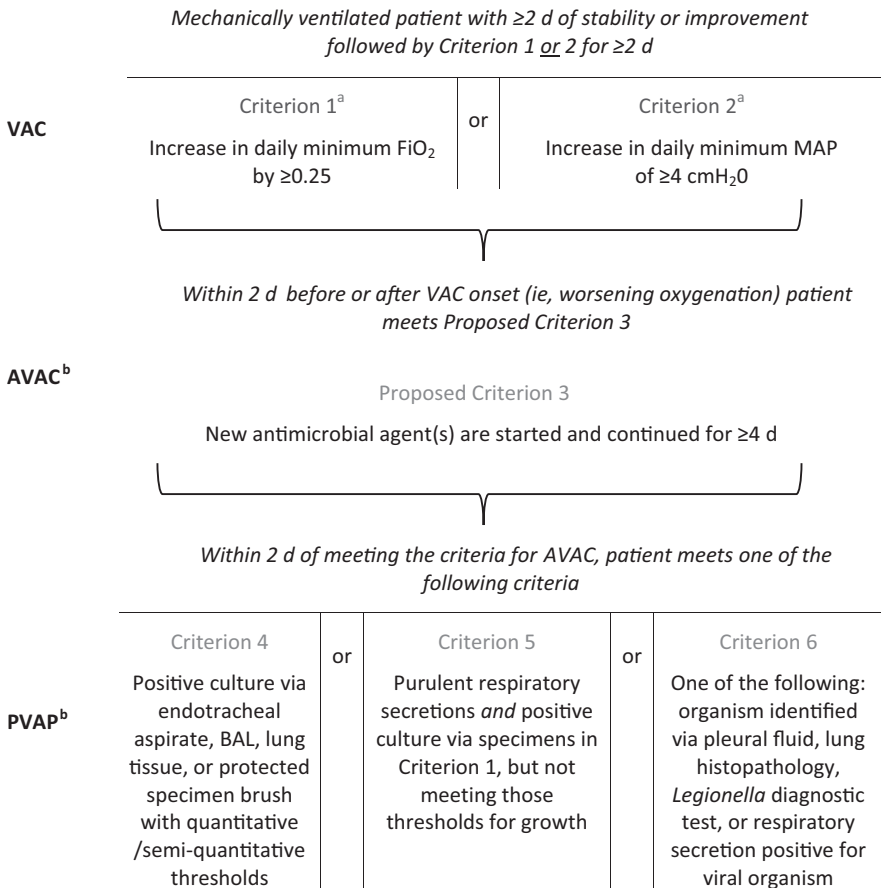 Mechanically ventilated patient with ≥2 d of stability or improvement
followed by Criterion 1 or 2 for ≥2 d
VAC
Criterion 1a
Increase in daily minimum FiO2
by ≥0.25
or
Criterion 2a
Increase in daily minimum MAP
of ≥4 cmH20
Within 2 d before or after VAC onset (ie, worsening oxygenation) patient
meets Proposed Criterion 3
AVACb
Proposed Criterion 3
New antimicrobial agent(s) are started and continued for ≥4 d
Within 2 d of meeting the criteria for AVAC, patient meets one of the
following criteria
PVAPb
Criterion 4
Positive culture via
endotracheal
aspirate, BAL, lung
tissue, or protected
specimen brush
with quantitative
/semi-quantitative
thresholds
or
Criterion 5
Purulent respiratory
secretions and positive
culture via specimens in
Criterion 1, but not
meeting those
thresholds for growth
or
Criterion 6
One of the following:
organism identified
via pleural fluid, lung
histopathology,
Legionella diagnostic
test, or respiratory
secretion positive for
viral organism